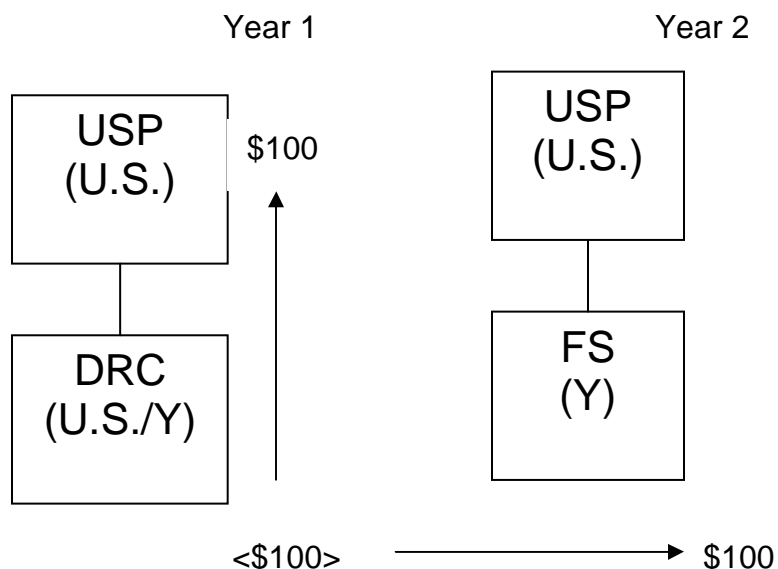 Year 1
Year 2
USP
(U.S.)
$100
USP
(U.S.)
DRC
(U.S./Y)
FS
(Y)
<$100>
$100